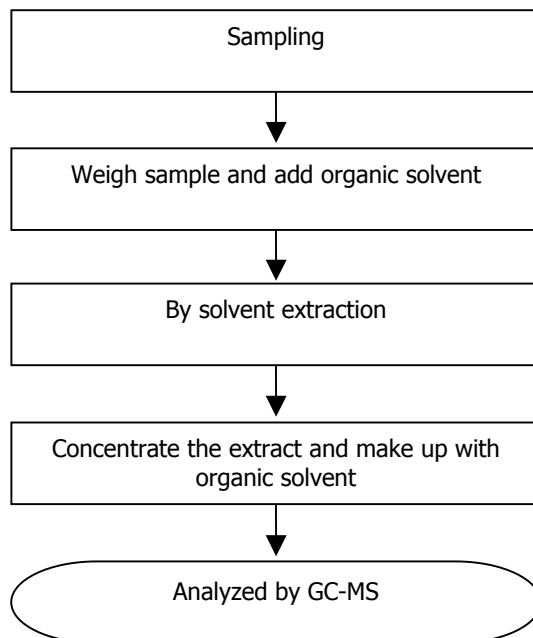 Sampling
Weigh sample and add organic solvent
By solvent extraction
Concentrate the extract and make up with
organic solvent
Analyzed by GC-MS